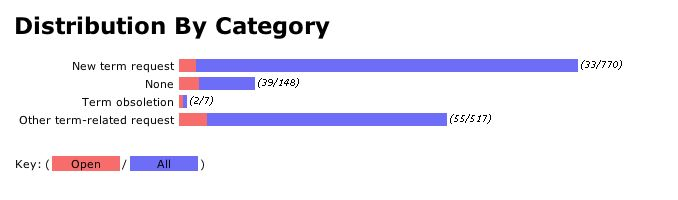 Distribution By Category
New term request (33/770)
None (39/148)
Term obsoletion (2/7)
Other term-related request (55/517)
Key: ( Open / All )